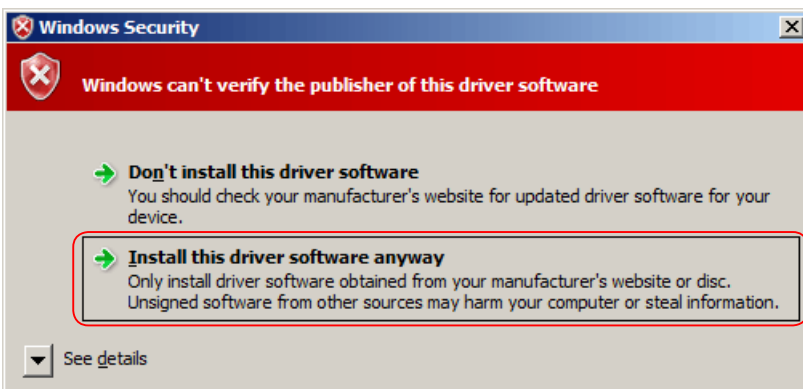 Windows Security
Windows can't verify the publisher of this driver software
Don't install this driver software
You should check your manufacturer's website for updated driver software for your
device.
Install this driver software anyway
Only install driver software obtained from your manufacturer's website or disc.
Unsigned software from other sources may harm your computer or steal information.
See details